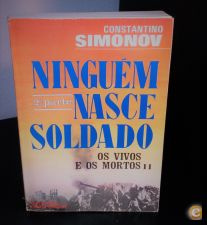 CONSTANTINO
SIMONOV
NINGUÉM
2ª parte
NASCE
SOLDADO
OS VIVOS
E OS MORTOS II